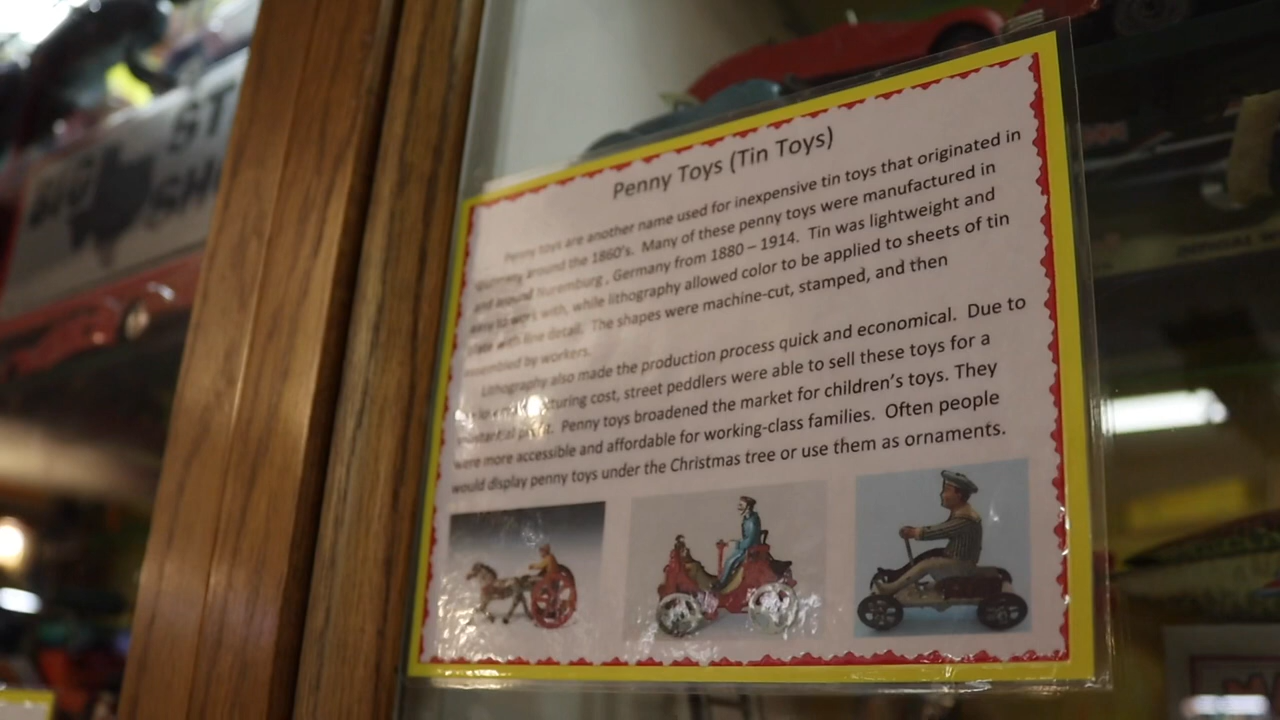 ST
Penny Toys (Tin Toys)
Penny toys are another name used for inexpensive tin toys that originated in
Germany around the 1860's. Many of these penny toys were manufactured in
and around Nuremburg, Germany from 1880 – 1914. Tin was lightweight and
easy to work with, while lithography allowed color to be applied to sheets of tin
plate with fine detail. The shapes were machine-cut, stamped, and then
assembled by workers.
Lithography also made the production process quick and economical. Due to
cost, street peddlers were able to sell these toys for a
substantial profit. Penny toys broadened the market for children's toys. They
were more accessible and affordable for working-class families. Often people
would display penny toys under the Christmas tree or use them as ornaments.